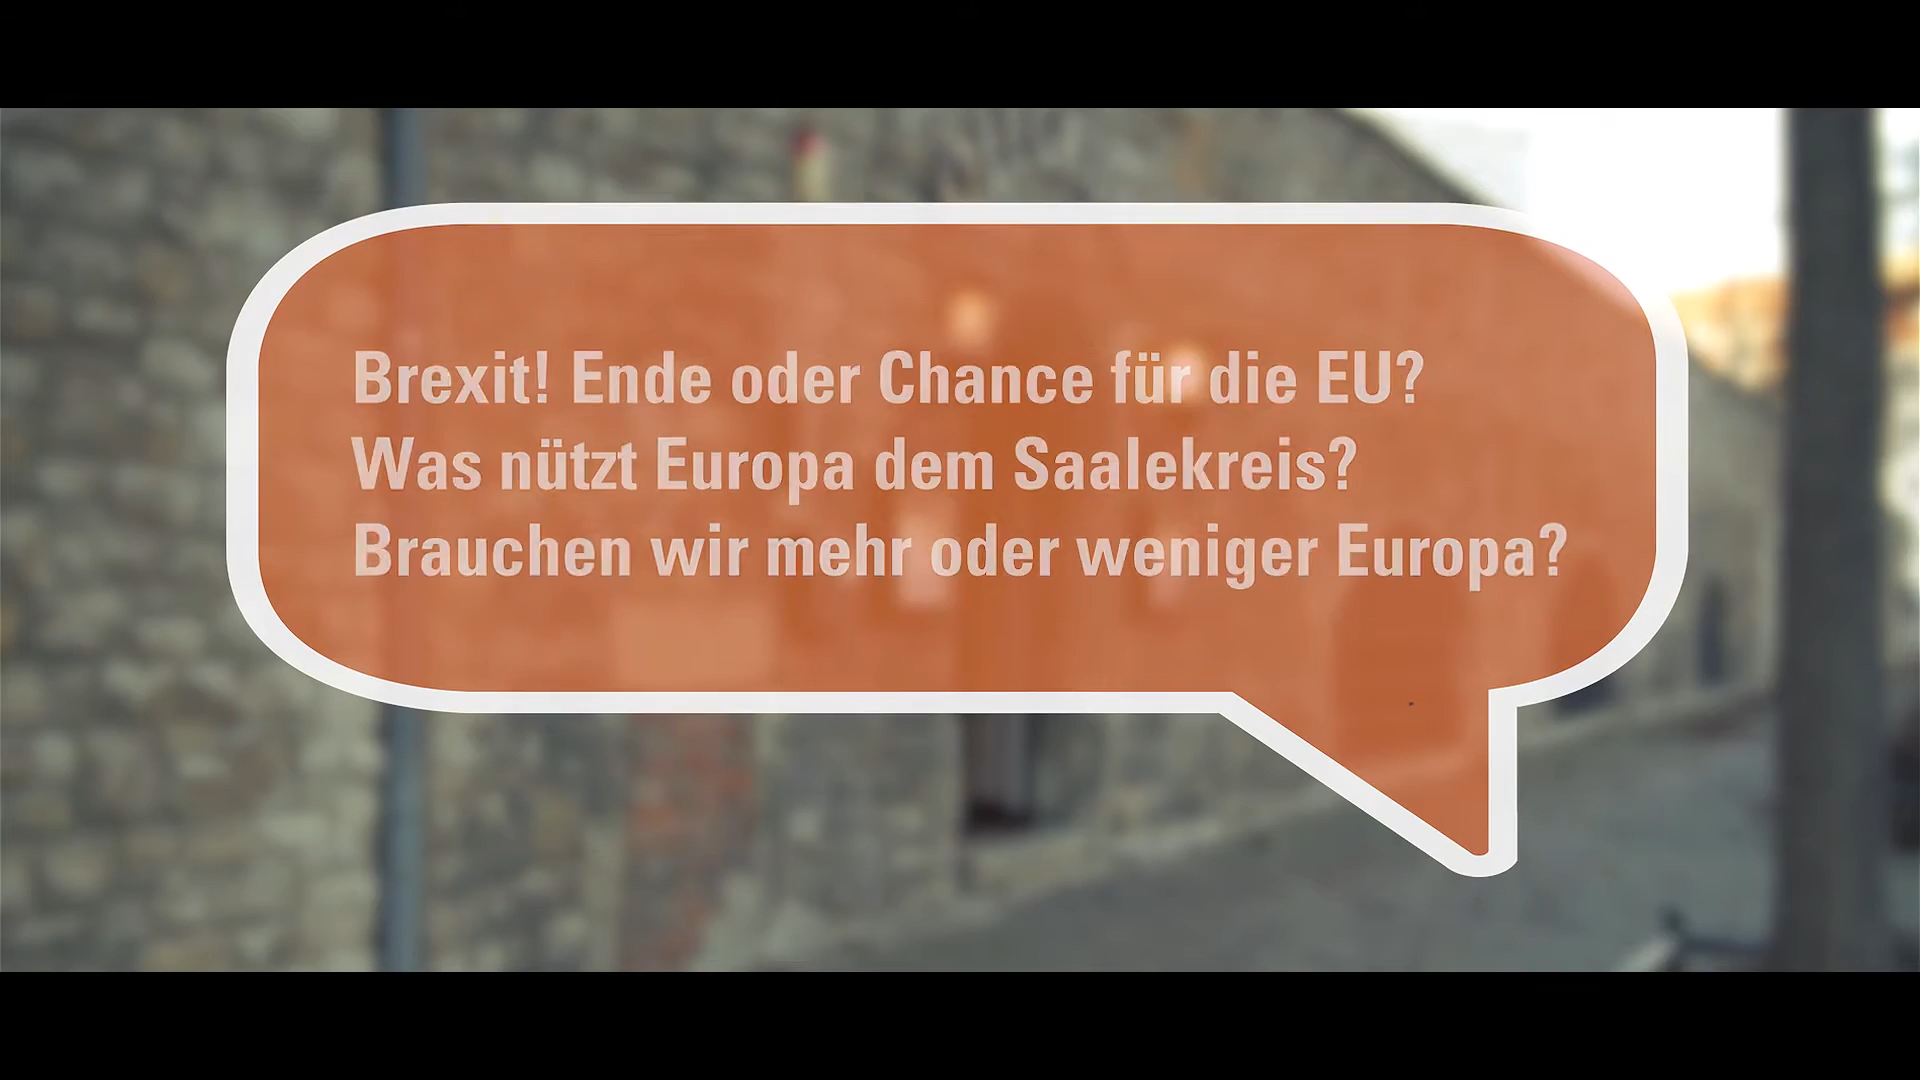 Brexit! Ende oder Chance für die EU?
Was nützt Europa dem Saalekreis?
Brauchen wir mehr oder weniger Europa?